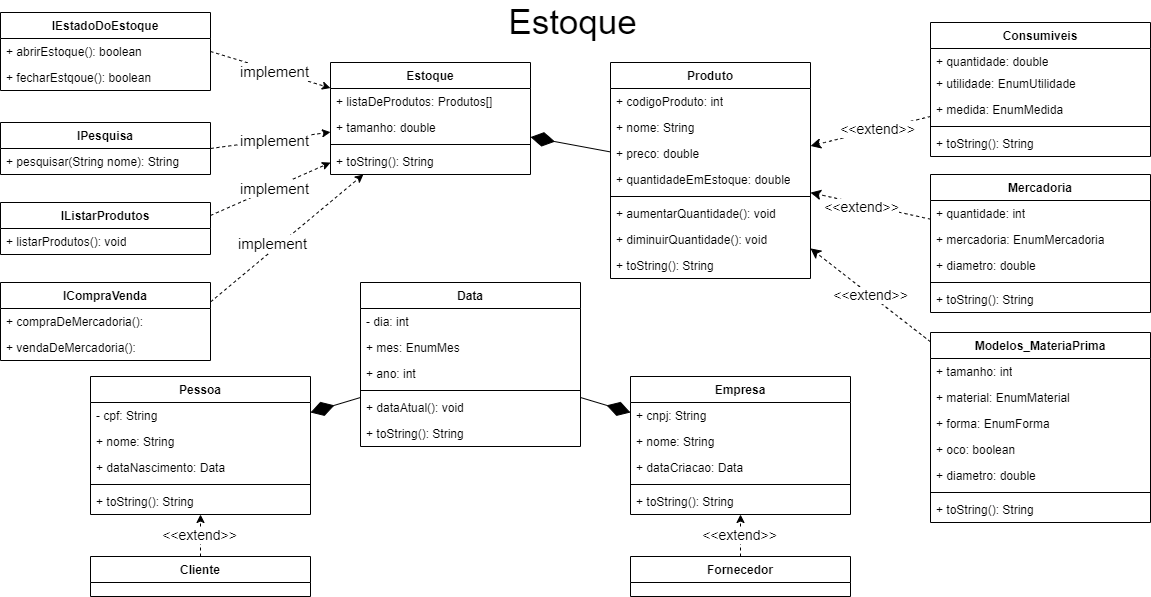 Estoque
IEstadoDoEstoque
+ abrirEstoque(): boolean
+ fecharEstqoue(): boolean
implement
IPesquisa
+ pesquisar(String nome): String
implement
IListarProdutos
+ listarProdutos(): void
implement
ICompraVenda
+ compraDeMercadoria():
+ vendaDeMercadoria():
implement
Estoque
+ listaDeProdutos: Produtos[]
+ tamanho: double
+ toString(): String
Produto
+ codigoProduto: int
+ nome: String
+ preco: double
+ quantidadeEmEstoque: double
+ aumentarQuantidade(): void
+ diminuirQuantidade(): void
+ toString(): String
<<extend>>
<<extend>>
<<extend>>
Consumiveis
+ quantidade: double
+ utilidade: EnumUtilidade
+ medida: EnumMedida
+ toString(): String
Mercadoria
+ quantidade: int
+ mercadoria: EnumMercadoria
+ diametro: double
+ toString(): String
Modelos_MateriaPrima
+ tamanho: int
+ material: EnumMaterial
+ forma: EnumForma
+ oco: boolean
+ diametro: double
+ toString(): String
Data
- dia: int
+ mes: EnumMes
+ ano: int
+ dataAtual(): void
+ toString(): String
Pessoa
- cpf: String
+ nome: String
+ dataNascimento: Data
+ toString(): String
<<extend>>
Cliente
Empresa
+ cnpj: String
+ nome: String
+ dataCriacao: Data
+ toString(): String
<<extend>>
Fornecedor